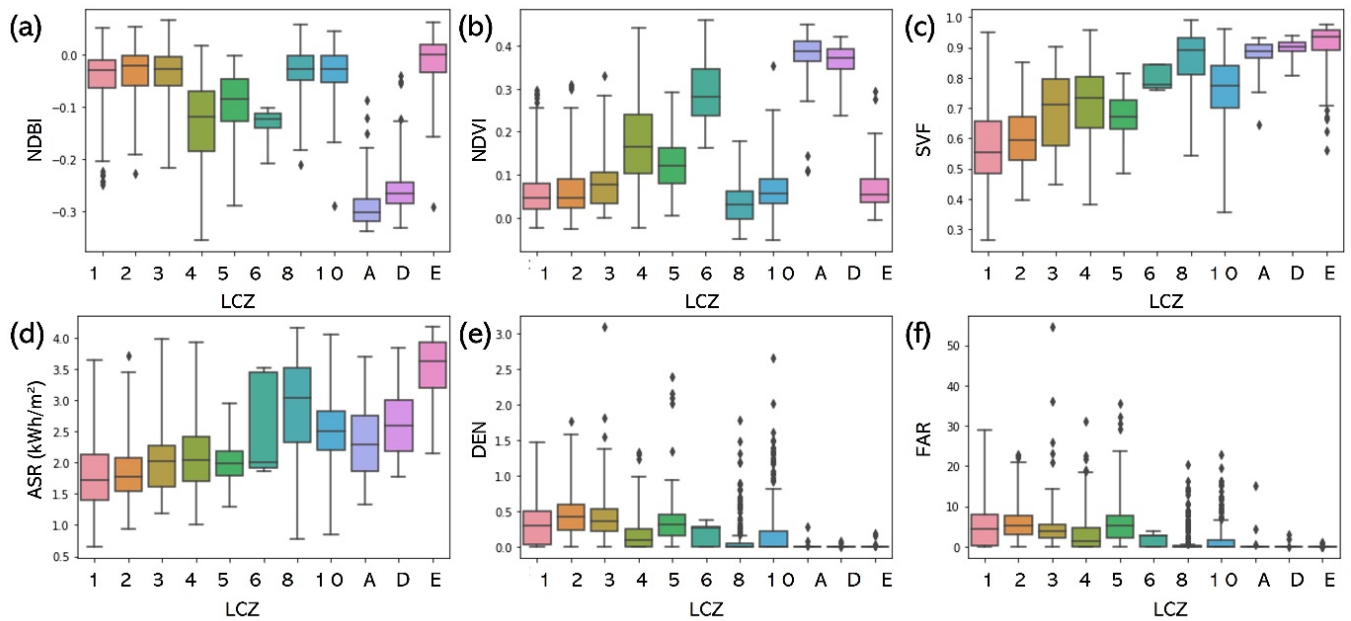 (a)
NDBI
0.0
−0.1
−0.2
−0.3
1 2 3 4 5 6 8 10 A D E
LCZ
(b)
NDVI
0.4
0.3
0.2
0.1
0.0
1 2 3 4 5 6 8 10 A D E
LCZ
(c)
SVF
1.0
0.9
0.8
0.7
0.6
0.5
0.4
0.3
1 2 3 4 5 6 8 10 A D E
LCZ
(d)
ASR (kWh/m²)
4.0
3.5
3.0
2.5
2.0
1.5
1.0
0.5
1 2 3 4 5 6 8 10 A D E
LCZ
(e)
DEN
3.0
2.5
2.0
1.5
1.0
0.5
0.0
1 2 3 4 5 6 8 10 A D E
LCZ
(f)
FAR
50
40
30
20
10
0
1 2 3 4 5 6 8 10 A D E
LCZ